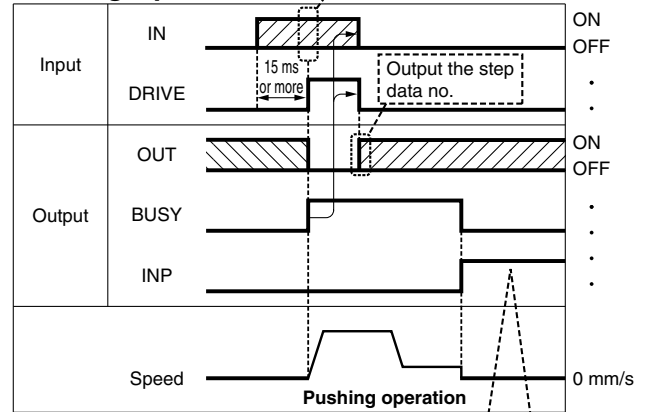 IN
ON
OFF
Input
15 ms
or more
Output the step
data no.
DRIVE
OUT
ON
OFF
Output
BUSY
INP
Speed
0 mm/s
Pushing operation